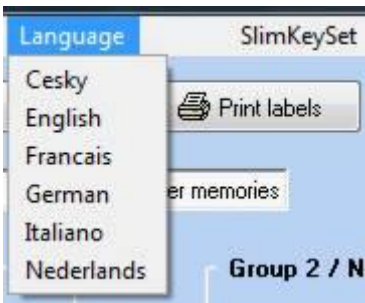 Language SlimKeySet
Cesky
English
Print labels
Francais
German
er memories
Italiano
Nederlands
Group 2 / N